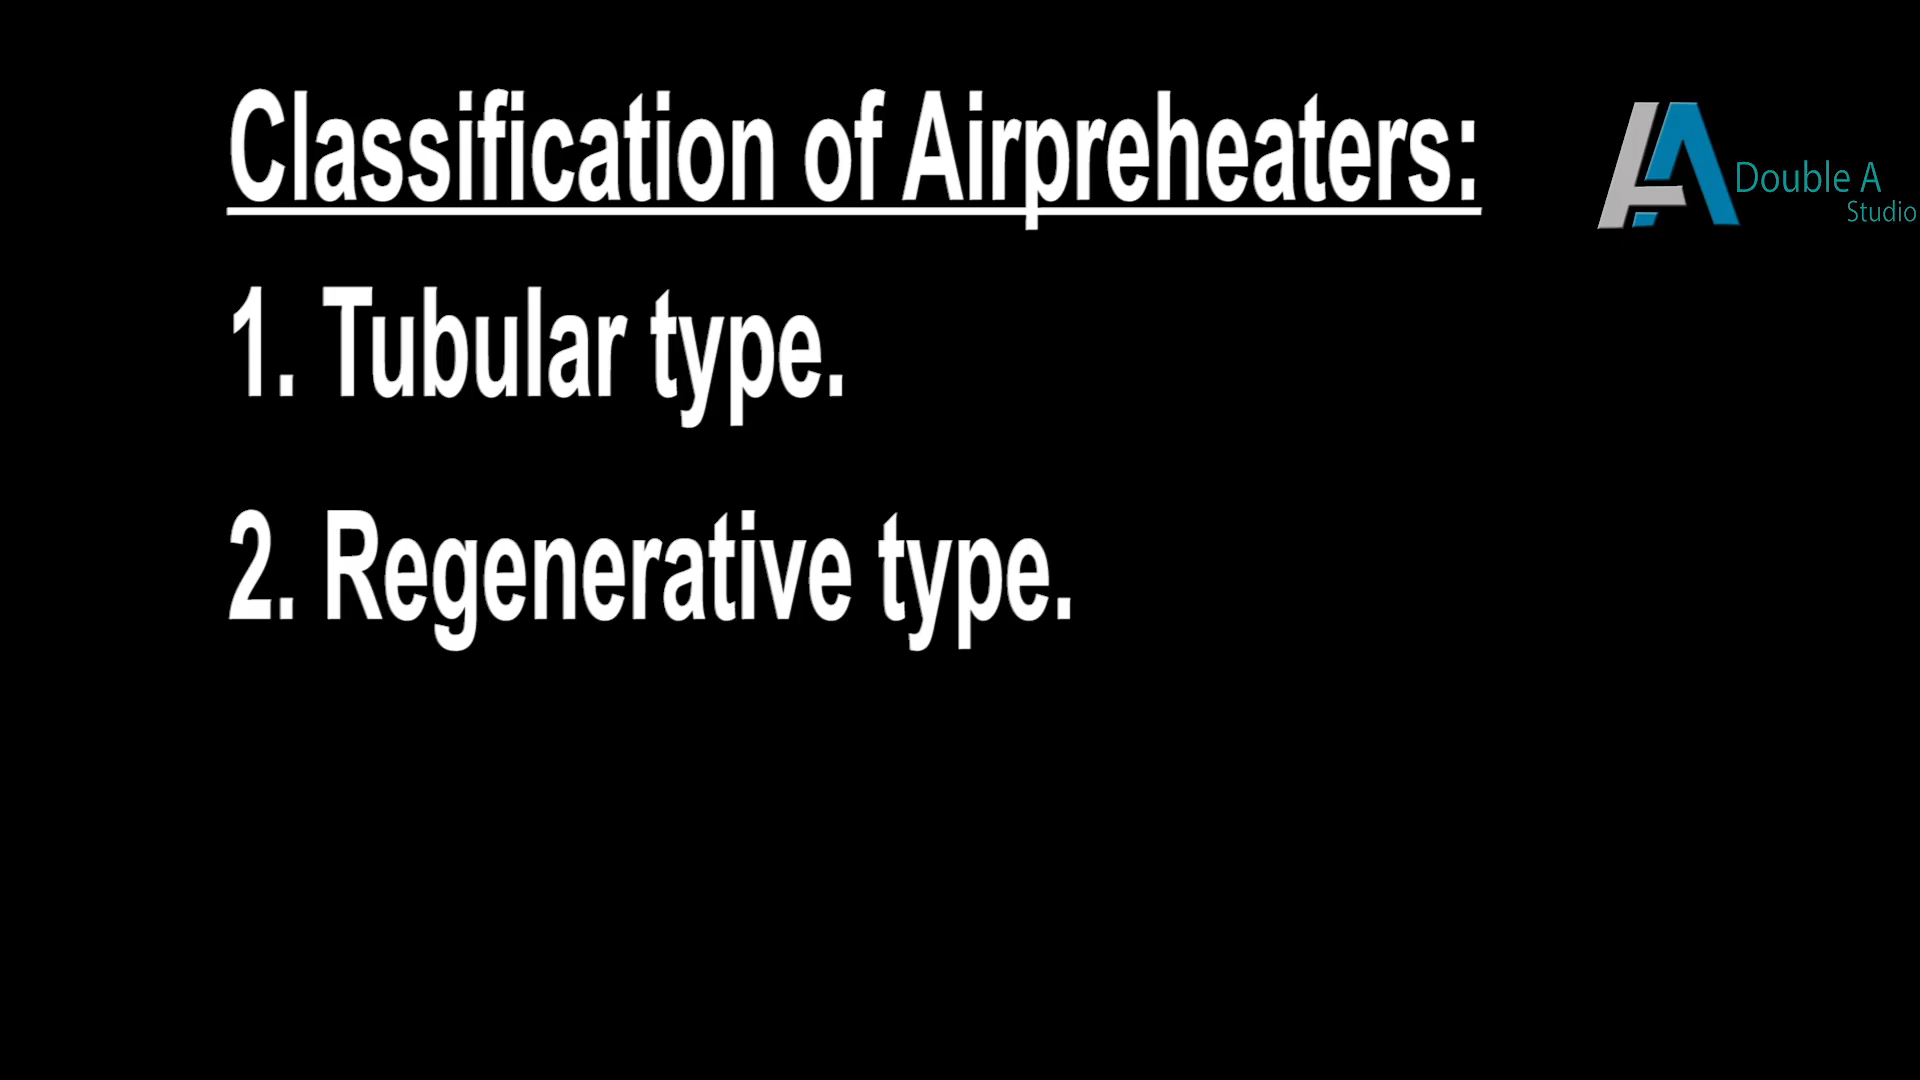 Classification of Airpreheaters:
Double A
Studio
1. Tubular type.
2. Regenerative type.